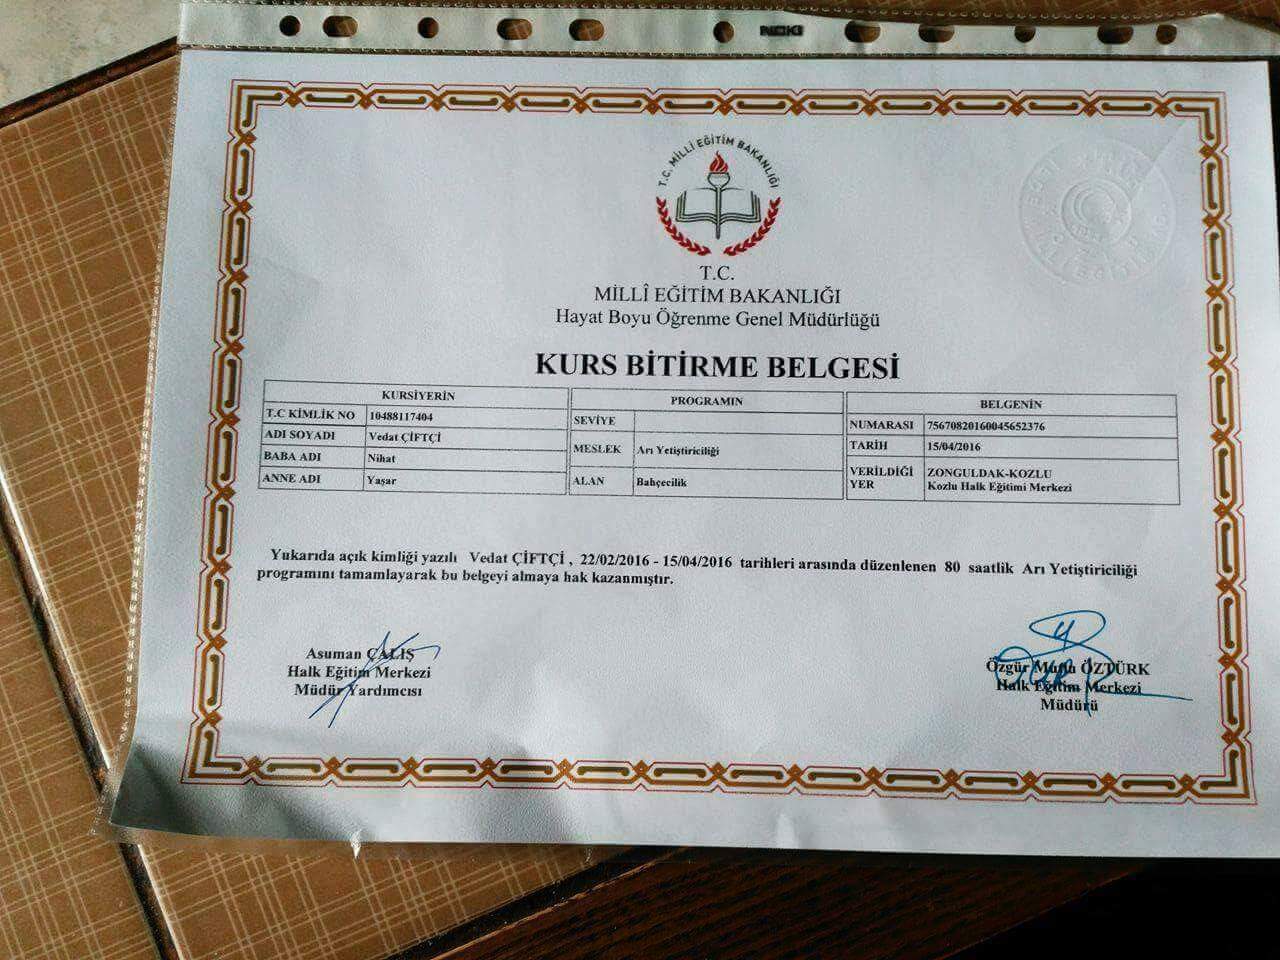 NOKI
T.C. MİLLİ EĞİTİM BAKANLIĞI
T.C.
MİLLÎ EĞİTİM BAKANLIĞI
Hayat Boyu Öğrenme Genel Müdürlüğü
KURS BİTİRME BELGESİ
KURSİYERİN
T.C KİMLİK NO 10488117404
ADI SOYADI Vedat ÇİFTÇİ
BABA ADI Nihat
ANNE ADI Yaşar
PROGRAMIN
SEVİYE
MESLEK Arı Yetiştiriciliği
ALAN Bahçecilik
BELGENİN
NUMARASI 75670820160045652376
TARİH 15/04/2016
VERİLDİĞİ YER ZONGULDAK-KOZLU
Kozlu Halk Eğitimi Merkezi
Yukarıda açık kimliği yazılı Vedat ÇİFTÇİ , 22/02/2016 - 15/04/2016 tarihleri arasında düzenlenen 80 saatlik Arı Yetiştiriciliği
programını tamamlayarak bu belgeyi almaya hak kazanmıştır.
Asuman ÇALIŞ
Halk Eğitim Merkezi
Müdür Yardımcısı
Özgür Mutlu ÖZTÜRK
Halk Eğitim Merkezi
Müdürü